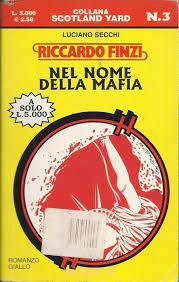 L. 5.000
€ 2.58
COLLANA
SCOTLAND YARD
N.3
LUCIANO SECCHI
RICCARDO FINZI
NEL NOME
DELLA MAFIA
A
SOLO
L.5.000
ROMANZO
GIALLO